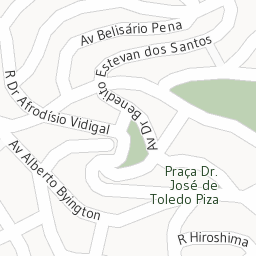 Av Belisário Pena
Av Dr Benedito Estevan dos Santos
R Dr Afrodísio Vidigal
Av Alberto Byington
Praça Dr.
José de
Toledo Piza
R Hiroshima